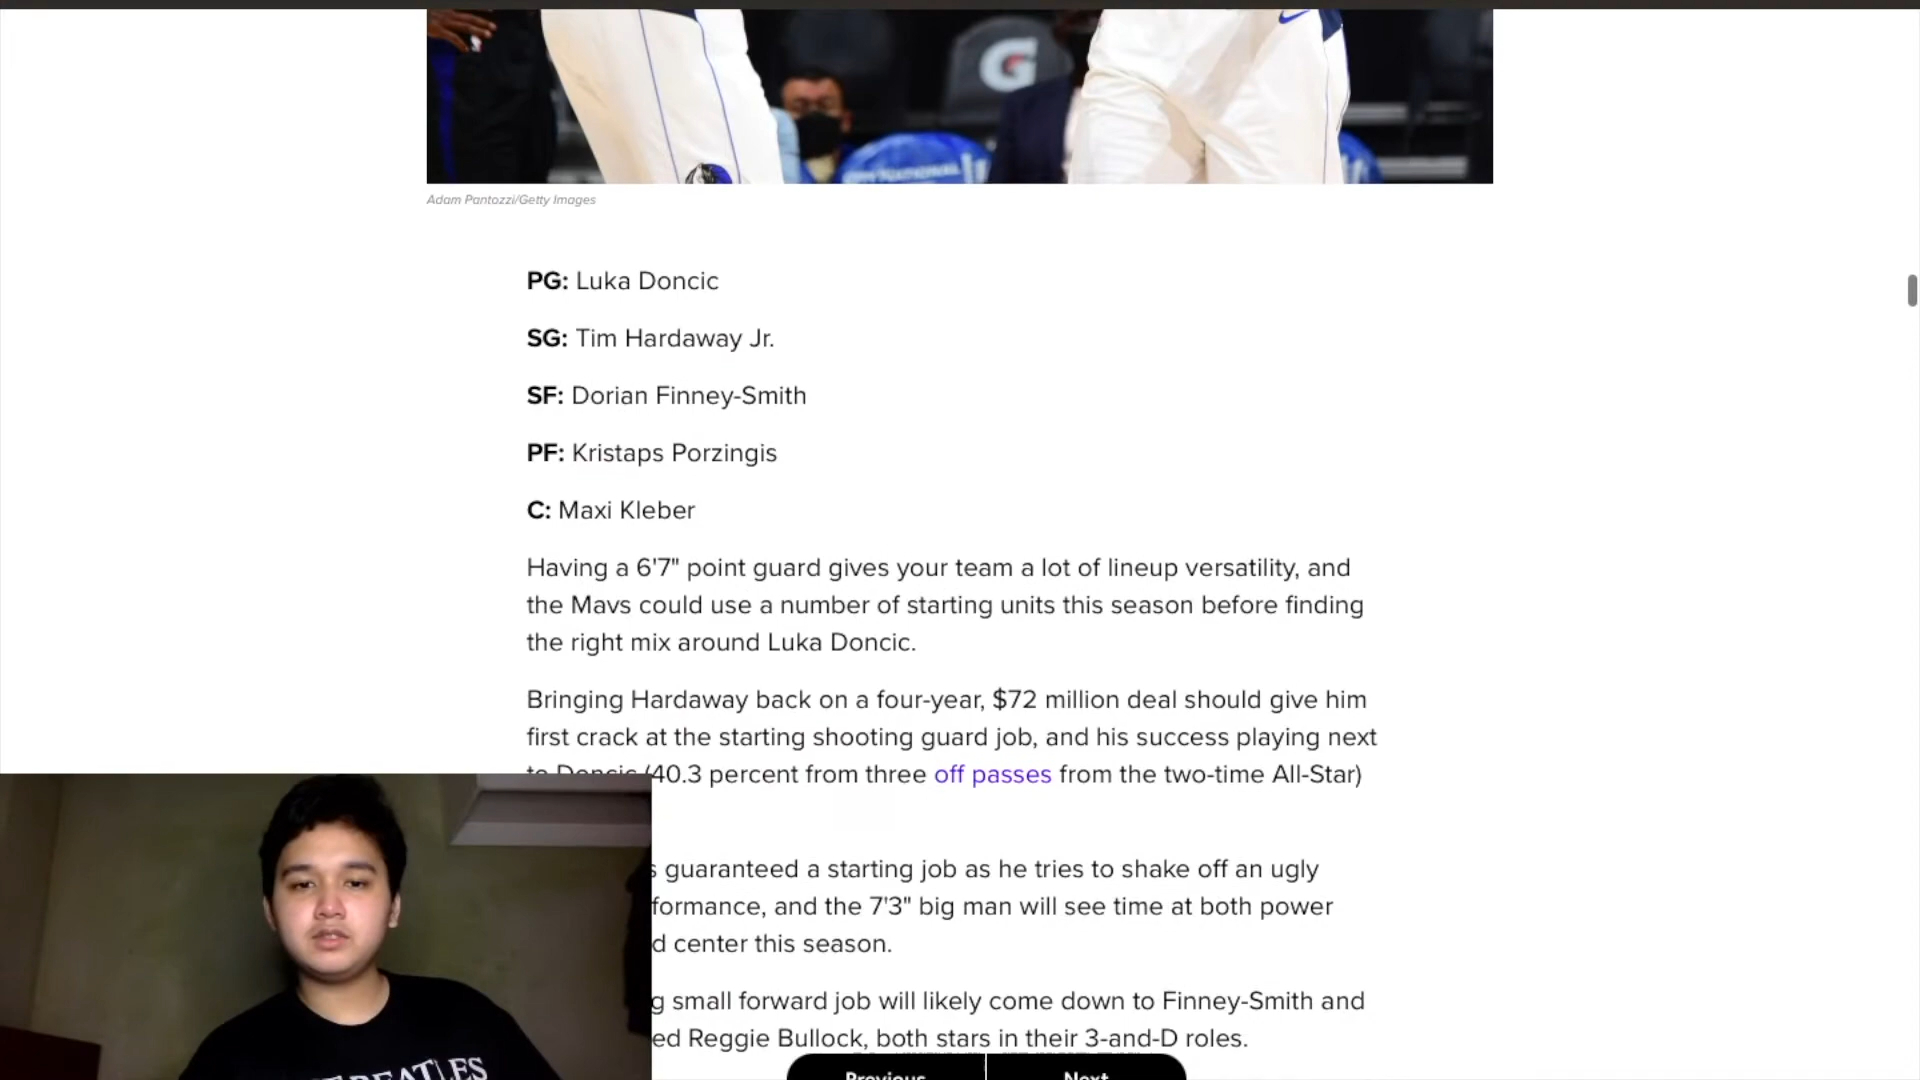 G
Adam Pantozzi/Getty Images
PG: Luka Doncic
SG: Tim Hardaway Jr.
SF: Dorian Finney-Smith
PF: Kristaps Porzingis
C: Maxi Kleber
Having a 6'7" point guard gives your team a lot of lineup versatility, and
the Mavs could use a number of starting units this season before finding
the right mix around Luka Doncic.
Bringing Hardaway back on a four-year, $72 million deal should give him
first crack at the starting shooting guard job, and his success playing next
to Doncic (40.3 percent from three off passes from the two-time All-Star)
s guaranteed a starting job as he tries to shake off an ugly
formance, and the 7'3" big man will see time at both power
d center this season.
g small forward job will likely come down to Finney-Smith and
ed Reggie Bullock, both stars in their 3-and-D roles.
Previous Next
BEATLES